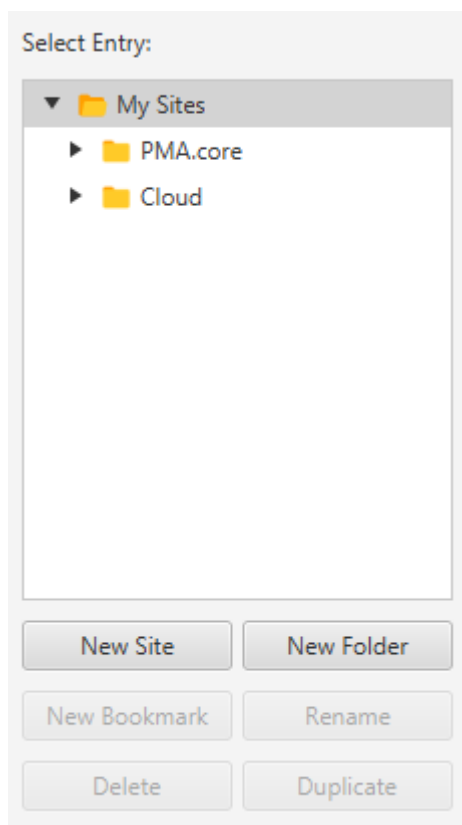 Select Entry:
My Sites
PMA.core
Cloud
New Site New Folder
New Bookmark Rename
Delete Duplicate